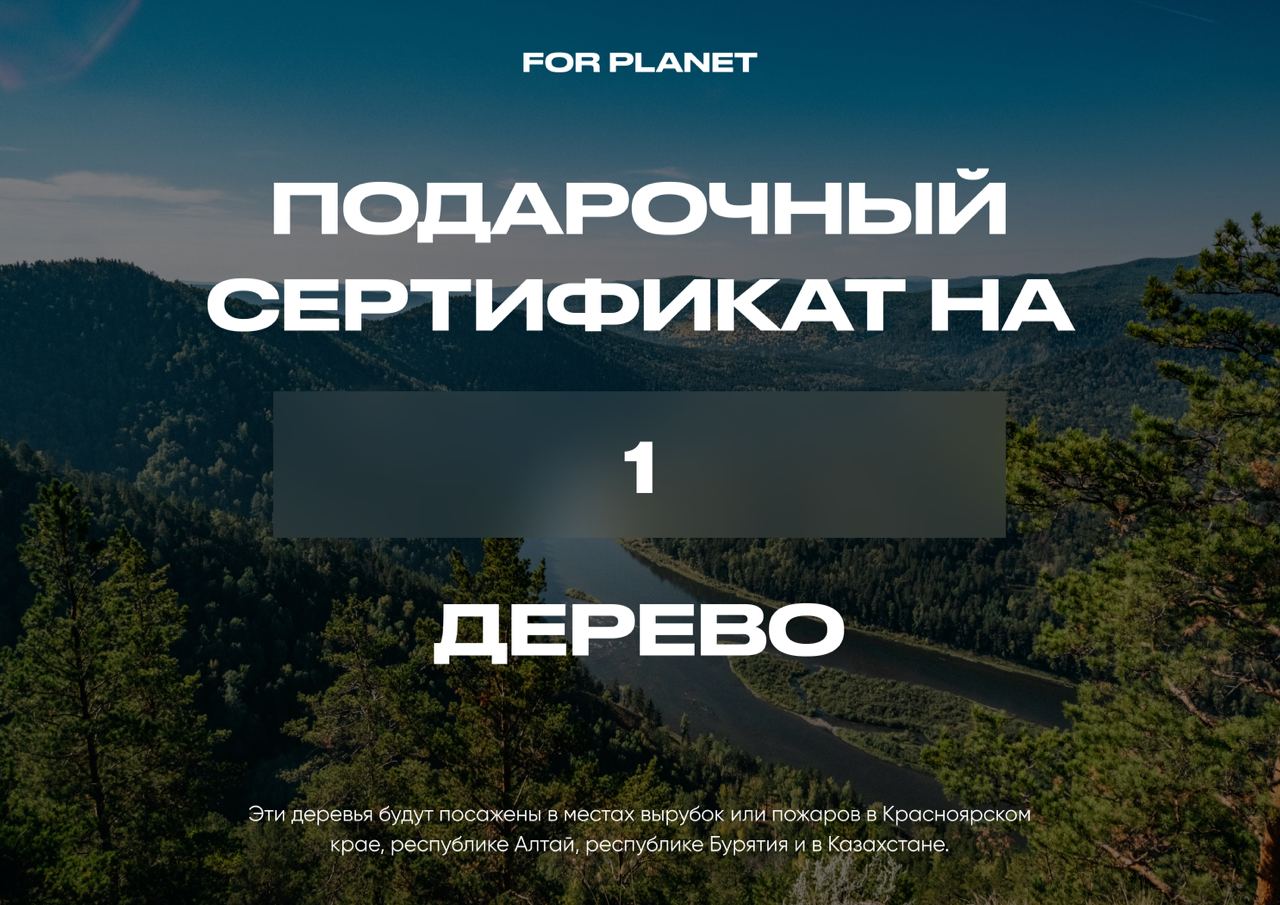 FOR PLANET
ПОДАРОЧНЫЙ
СЕРТИФИКАТ НА
1
ДЕРЕВО
Эти деревья будут посажены в местах вырубок или пожаров в Красноярском
крае, республике Алтай, республике Бурятия и в Казахстане.